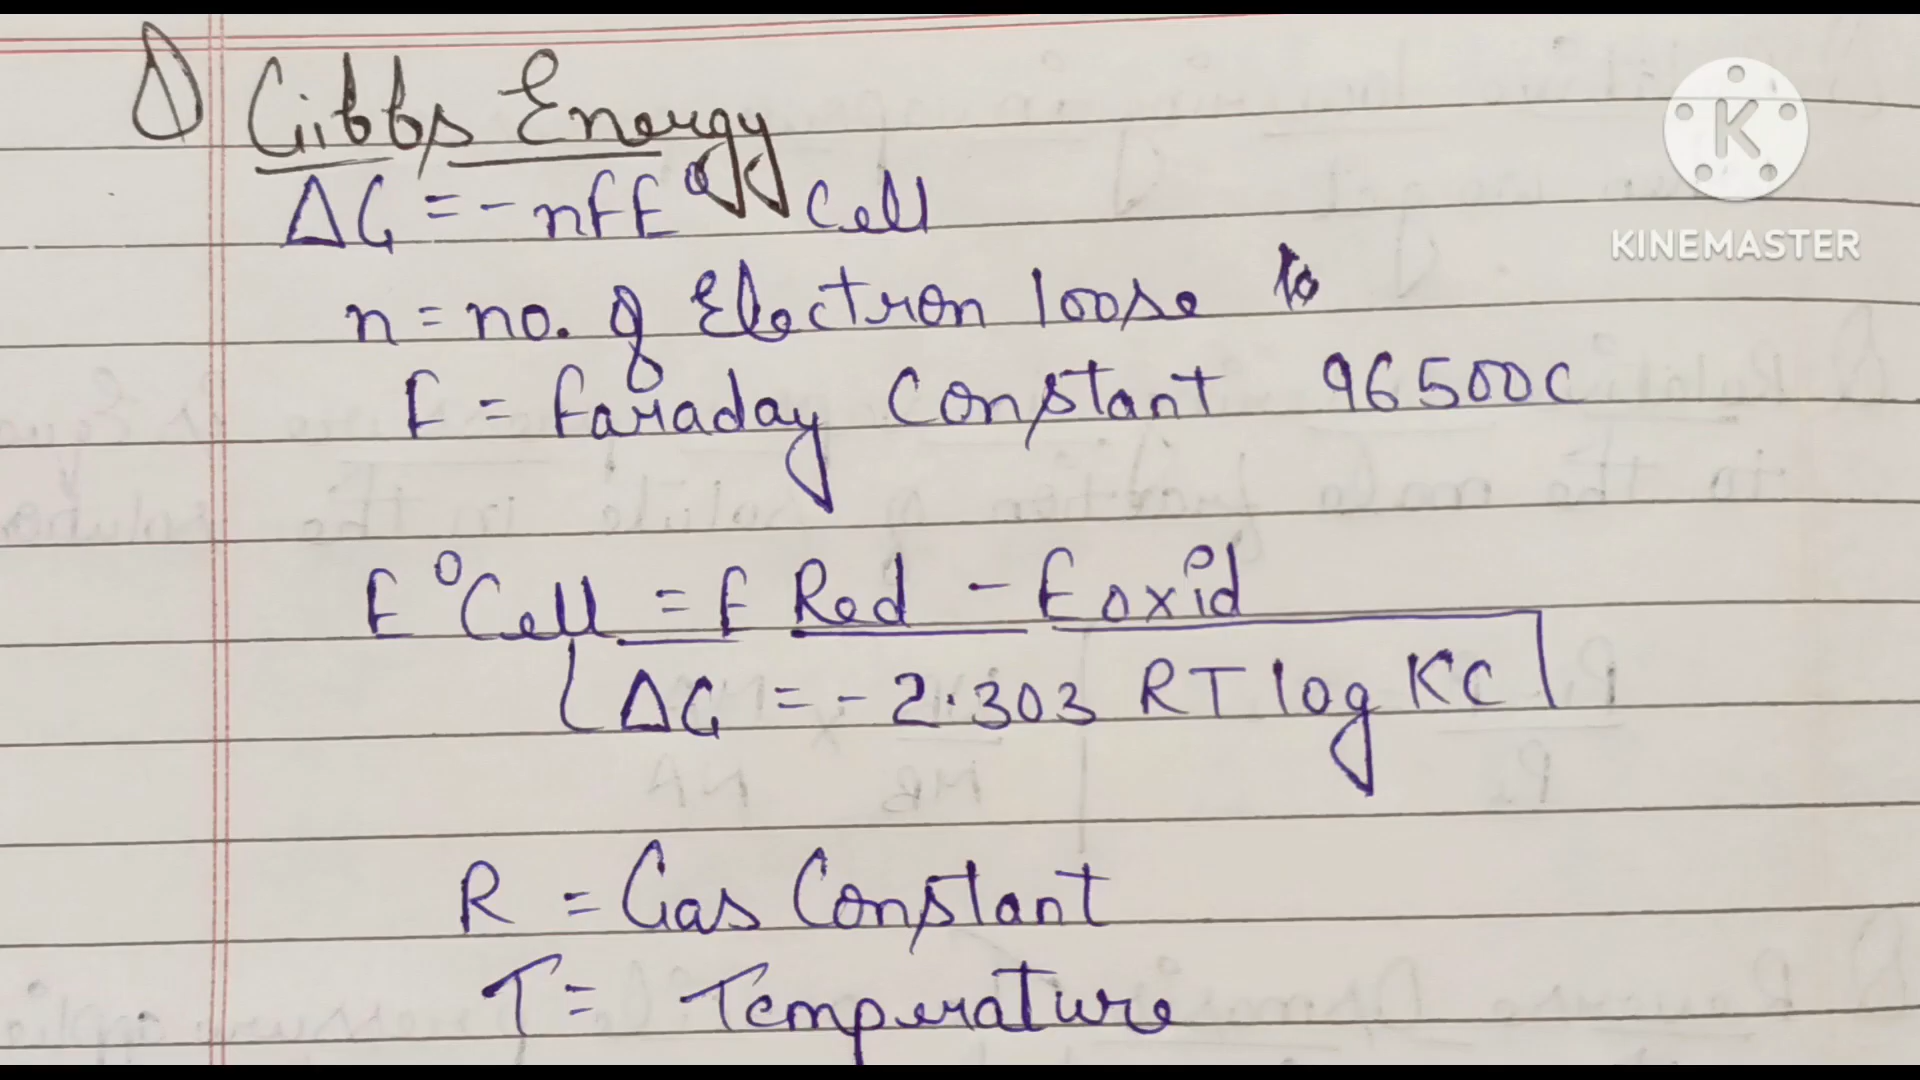 Gibbs Energy
ΔG = - nFE° Cell
n = no. of Electron loose
F = Faraday Constant 96500C
E° Cell = E Red - E oxid
ΔG = - 2.303 RT log KC
R = Gas Constant
T = Temperature
KINEMASTER